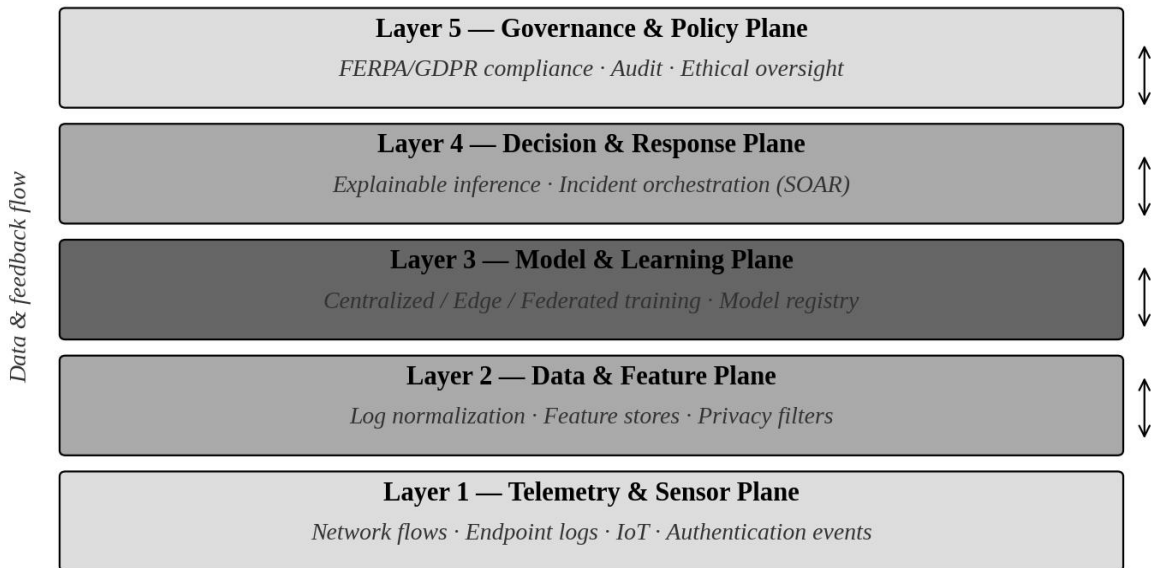 Layer 5 — Governance & Policy Plane
FERPA/GDPR compliance · Audit · Ethical oversight
Layer 4 — Decision & Response Plane
Explainable inference · Incident orchestration (SOAR)
Data & feedback flow
Layer 3 — Model & Learning Plane
Centralized / Edge / Federated training · Model registry
Layer 2 — Data & Feature Plane
Log normalization · Feature stores · Privacy filters
Layer 1 — Telemetry & Sensor Plane
Network flows · Endpoint logs · IoT · Authentication events